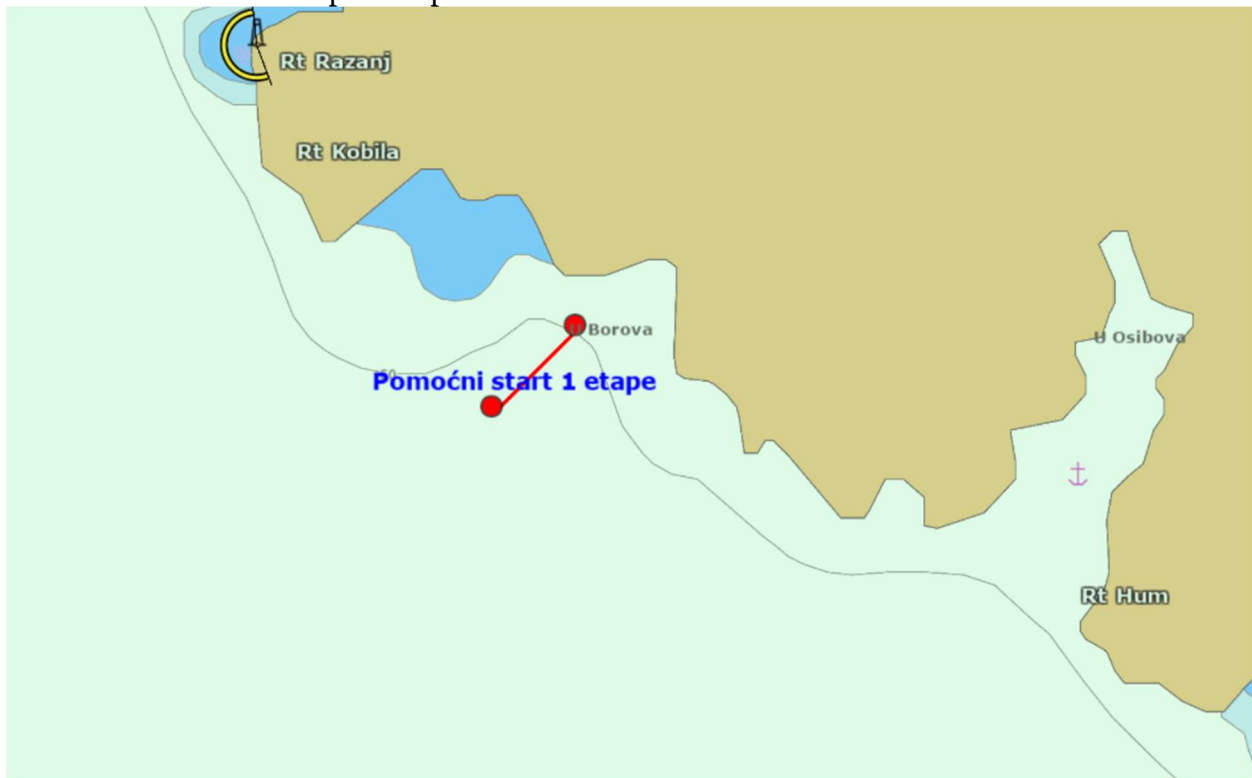 Rt Razanj
Rt Kobila
U Borova
U Osibova
Pomoćni start 1 etape
Rt Hum